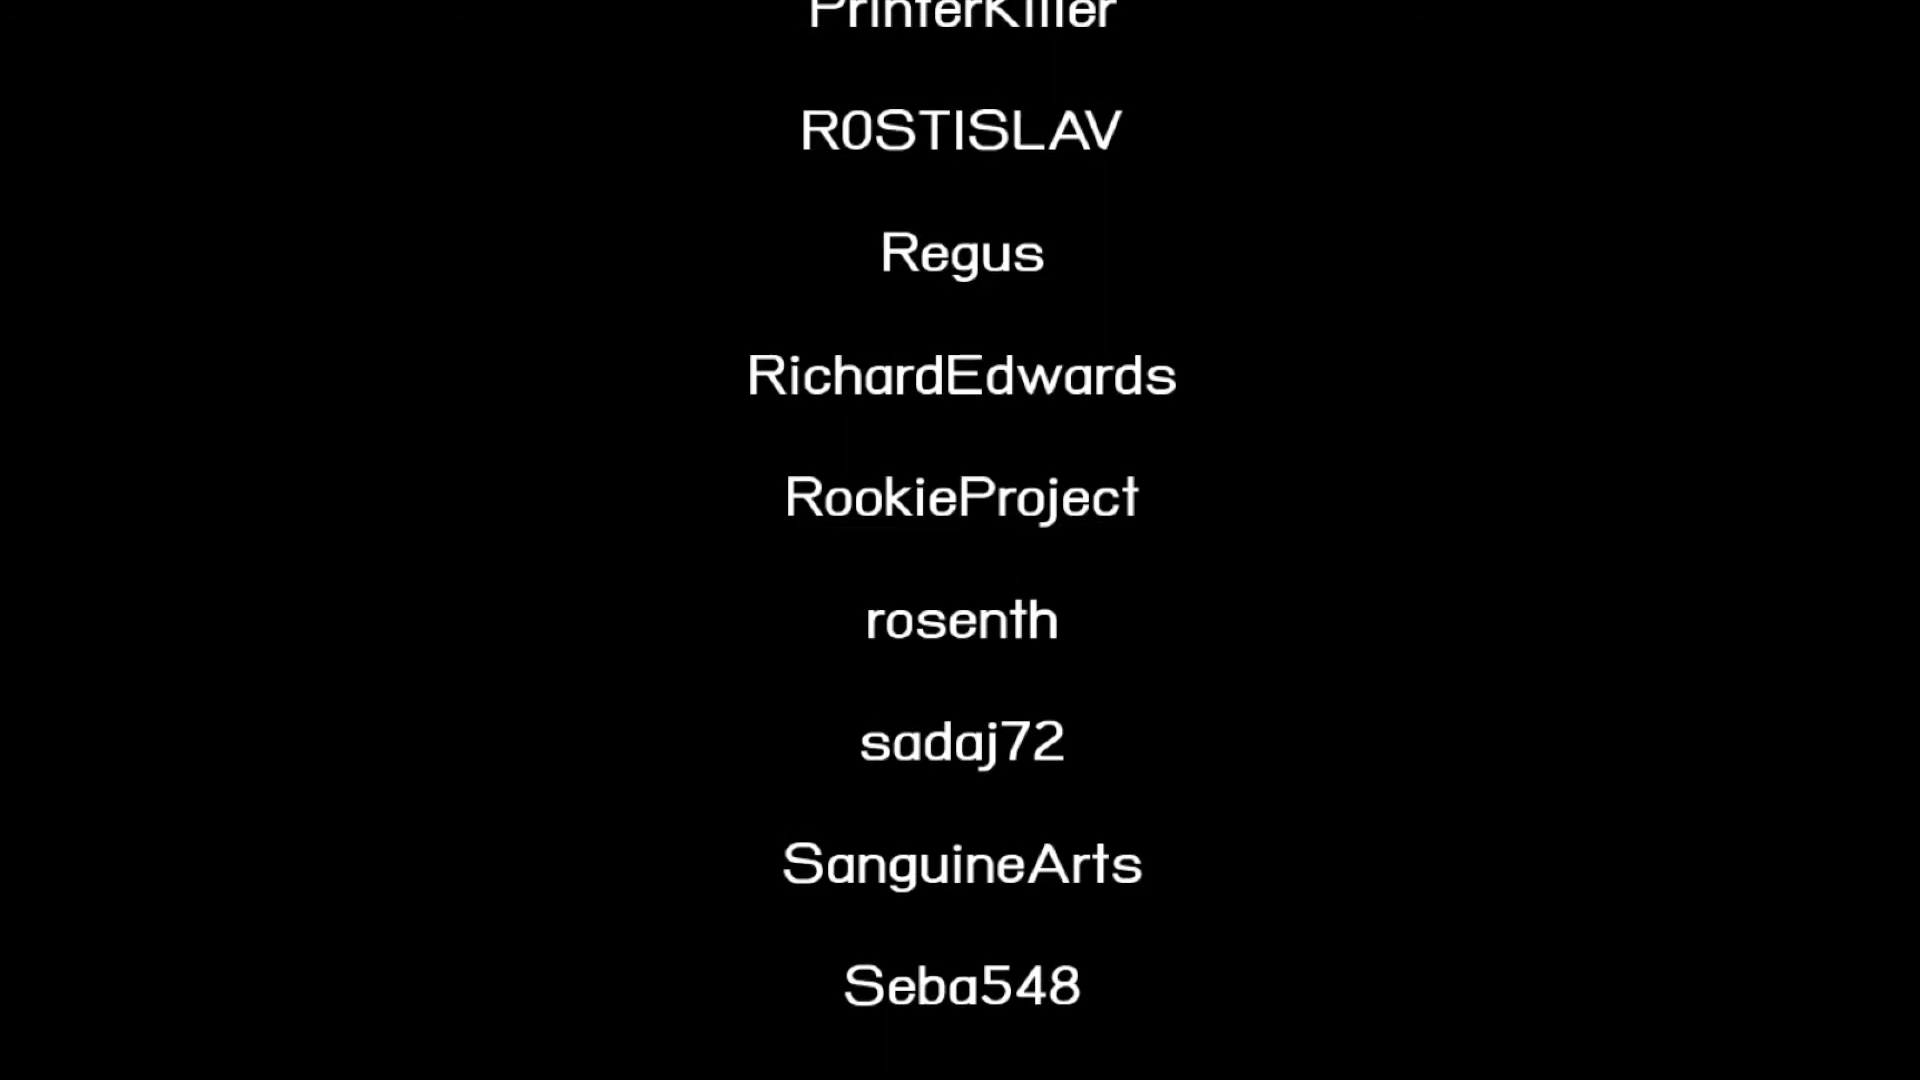 PrinterKiller
R0STISLAV
Regus
RichardEdwards
RookieProject
rosenth
sadaj72
SanguineArts
Seba548